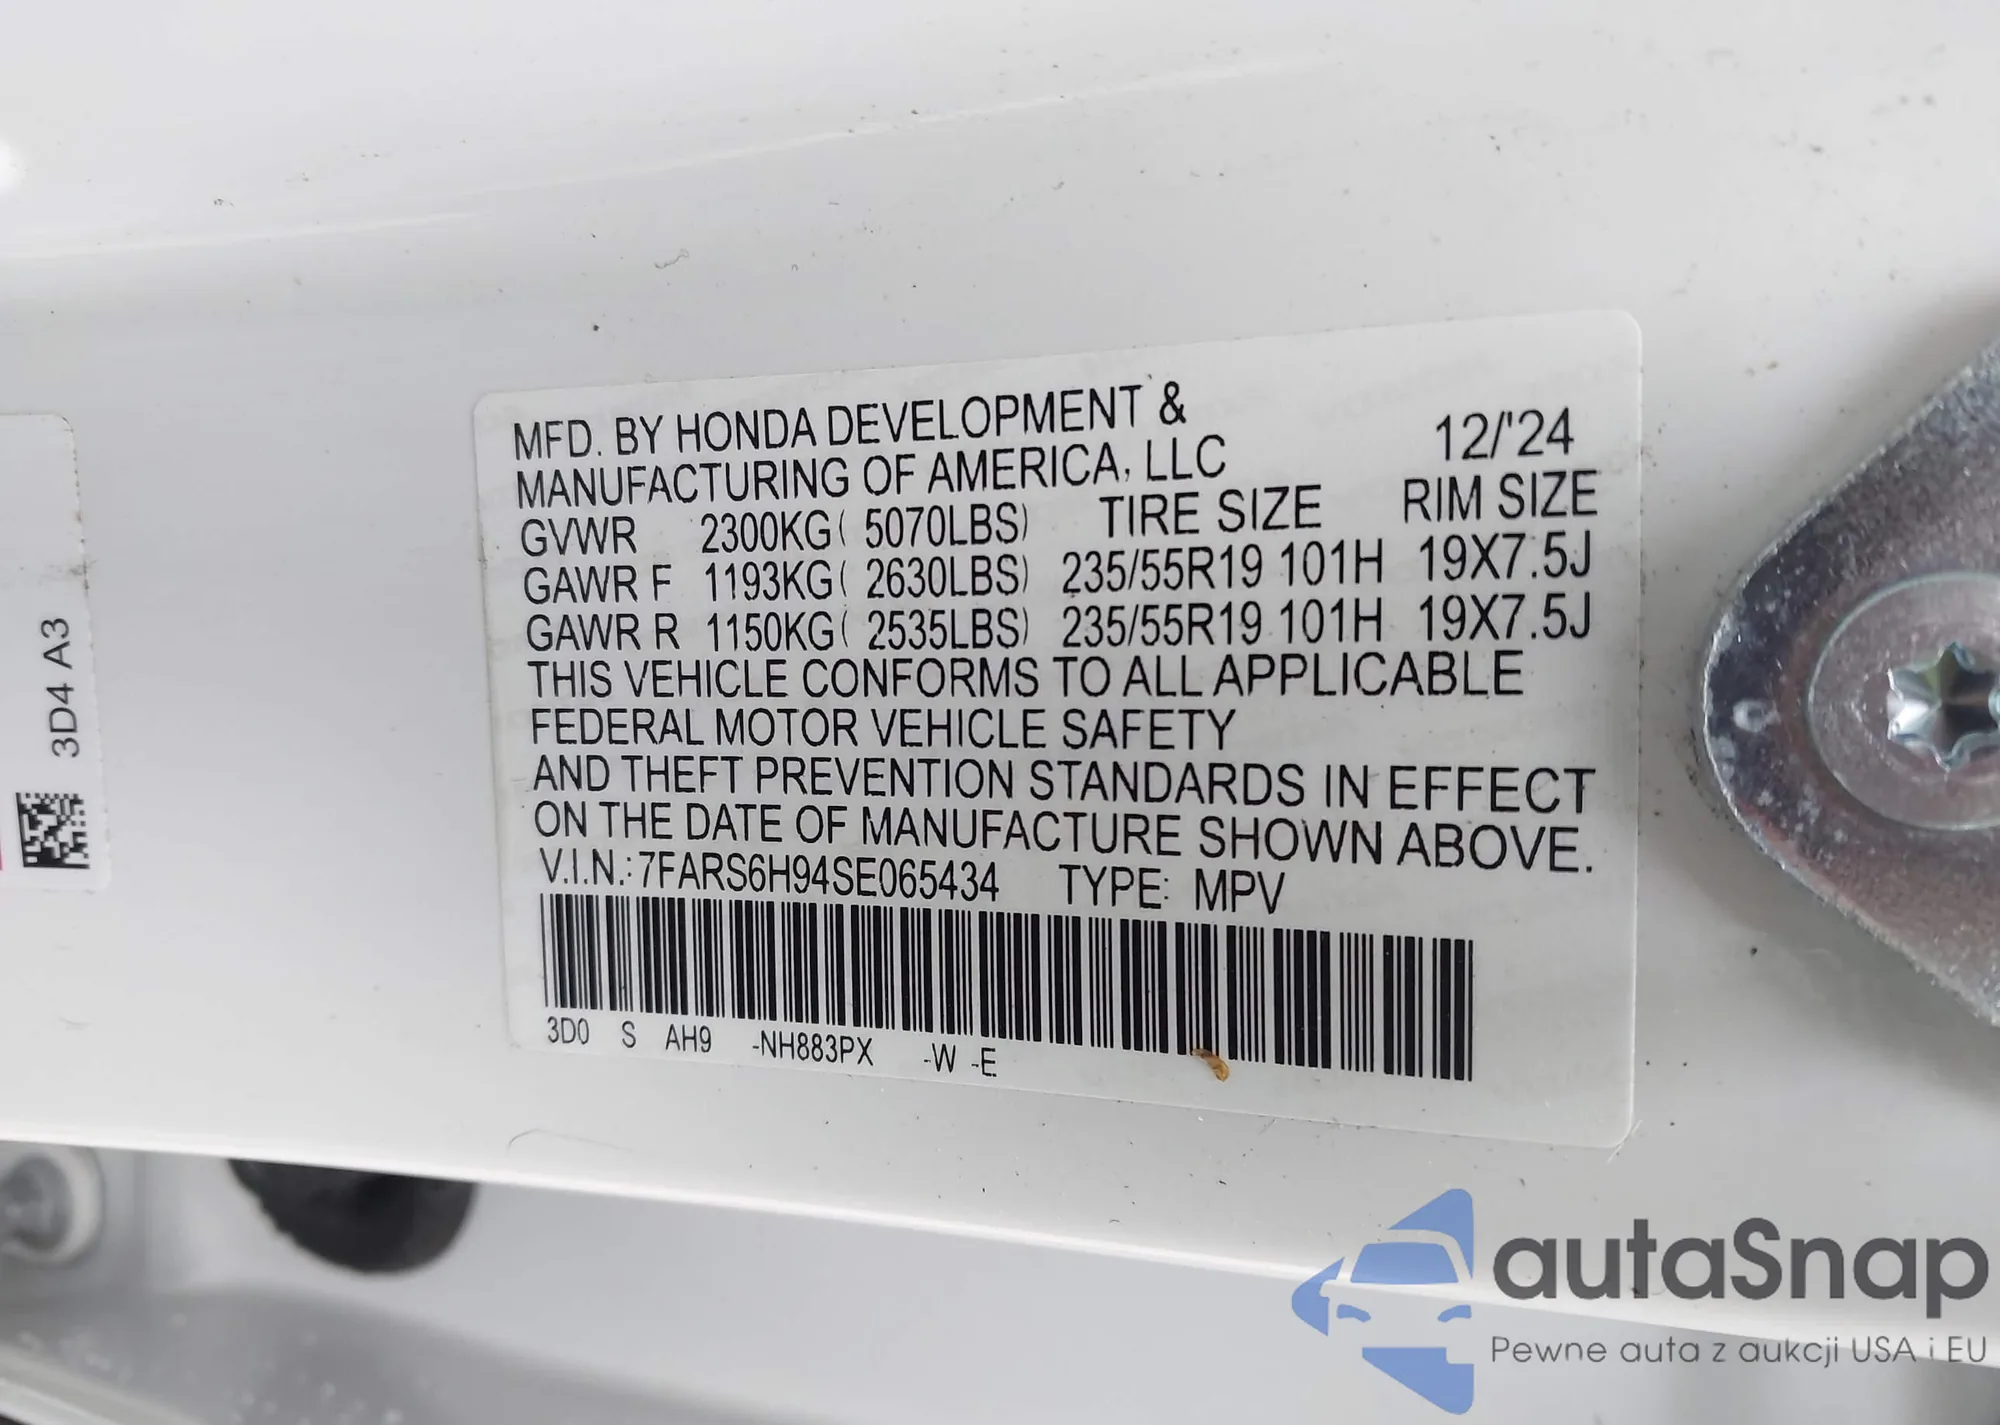 MFD. BY HONDA DEVELOPMENT &
MANUFACTURING OF AMERICA, LLC 12/'24
GVWR 2300KG( 5070LBS) TIRE SIZE RIM SIZE
GAWR F 1193KG( 2630LBS) 235/55R19 101H 19X7.5J
GAWR R 1150KG( 2535LBS) 235/55R19 101H 19X7.5J
THIS VEHICLE CONFORMS TO ALL APPLICABLE
FEDERAL MOTOR VEHICLE SAFETY
AND THEFT PREVENTION STANDARDS IN EFFECT
ON THE DATE OF MANUFACTURE SHOWN ABOVE.
V.I.N.: 7FARS6H94SE065434 TYPE: MPV
3D0 S AH9 -NH883PX -W -E
3D4 A3
autaSnap
Pewne auta z aukcji USA i EU